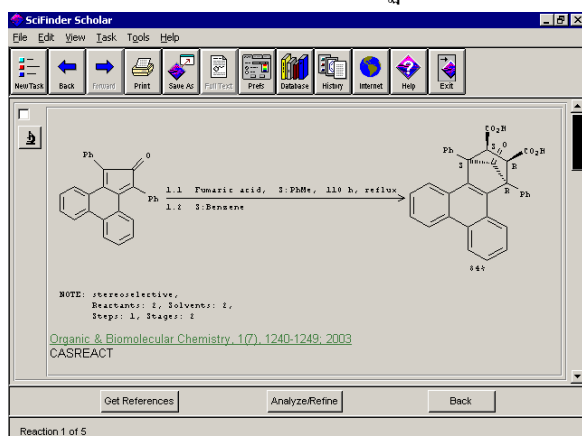 SciFinder Scholar
File Edit View Task Tools Help
NewTask Back Forward Print Save As Full Text Prefs Database History Internet Help Exit
CO₂H
Ph S O CO₂H
Ph O S R
Ph 1.1 Fumaric acid, S:PhMe, 110 h, reflux R Ph
1.2 S:Benzene
84%
NOTE: stereoselective,
Reactants: 2, Solvents: 2,
Steps: 1, Stages: 2
Organic & Biomolecular Chemistry, 1(7), 1240-1249; 2003
CASREACT
Get References Analyze/Refine Back
Reaction 1 of 5